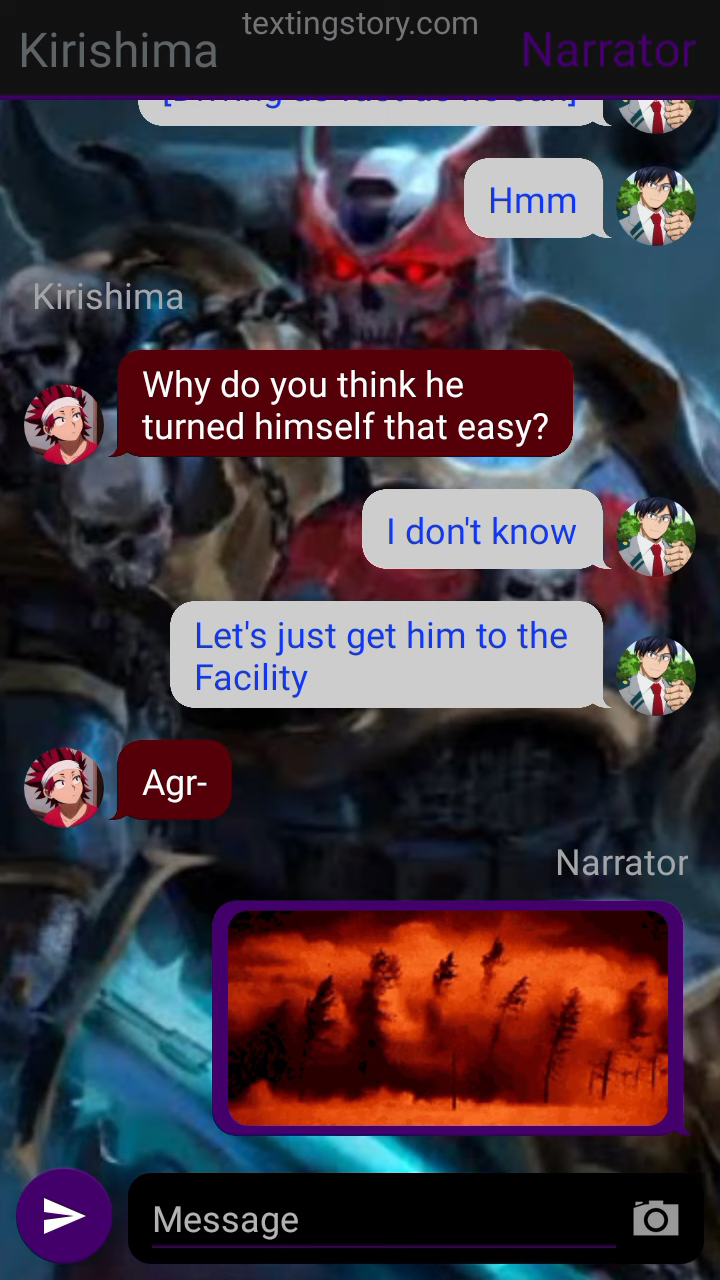 textingstory.com
Kirishima
Narrator
Hmm
Kirishima
Why do you think he
turned himself that easy?
I don't know
Let's just get him to the
Facility
Agr-
Narrator
Message